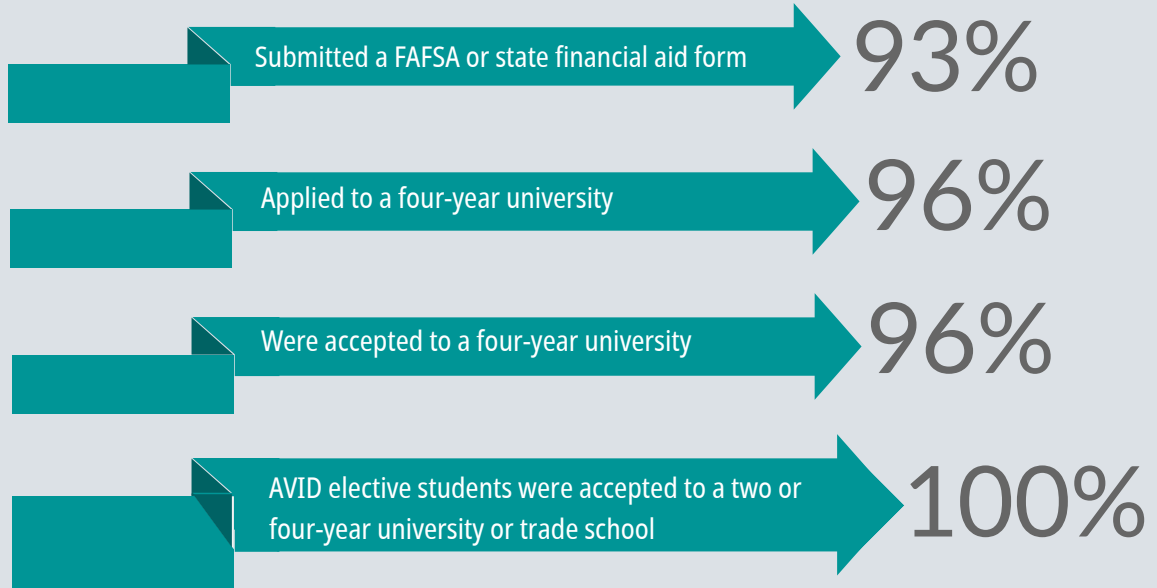 Submitted a FAFSA or state financial aid form 93%
Applied to a four-year university 96%
Were accepted to a four-year university 96%
AVID elective students were accepted to a two or
four-year university or trade school
100%